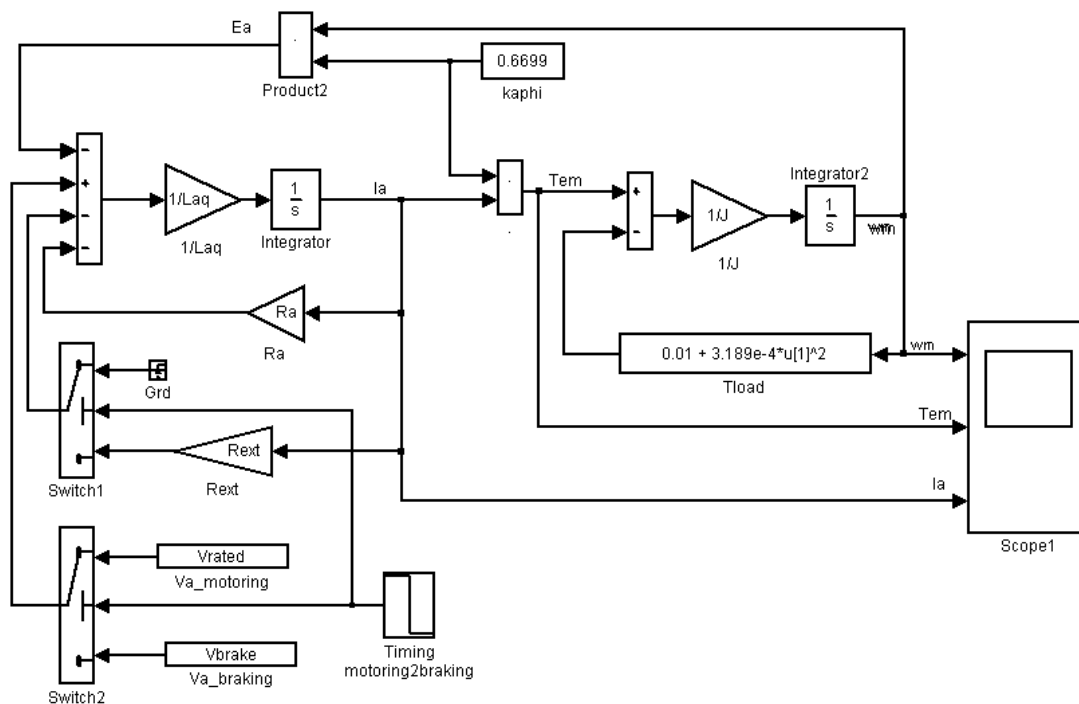 Ea
.
Product2
0.6699
kaphi
-
+
-
-
1/Laq
1/Laq
1
s
Integrator
Ia
.
.
Tem
+
-
1/J
1/J
Integrator2
1
s
wm
Ra
Ra
0.01 + 3.189e-4*u[1]^2
Tload
wm
Grd
Tem
Rext
Rext
Switch1
Ia
Scope1
Vrated
Va_motoring
Vbrake
Va_braking
Switch2
Timing
motoring2braking